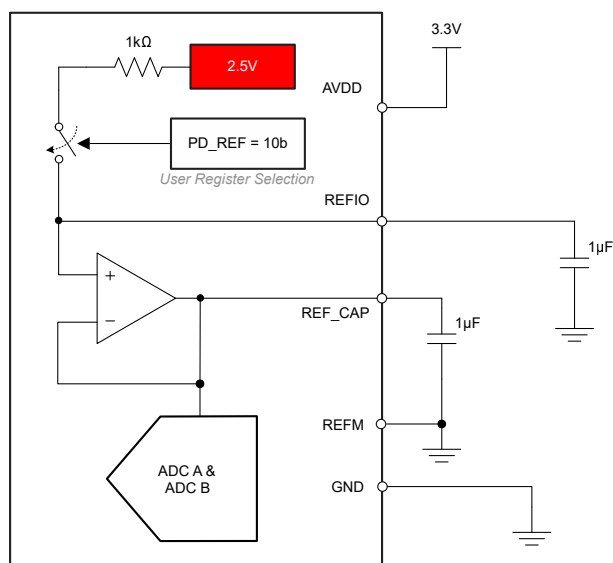 3.3V
1kΩ
2.5V
AVDD
PD_REF = 10b
User Register Selection
REFIO
1µF
+
−
REF_CAP
1µF
REFM
ADC A &
ADC B
GND